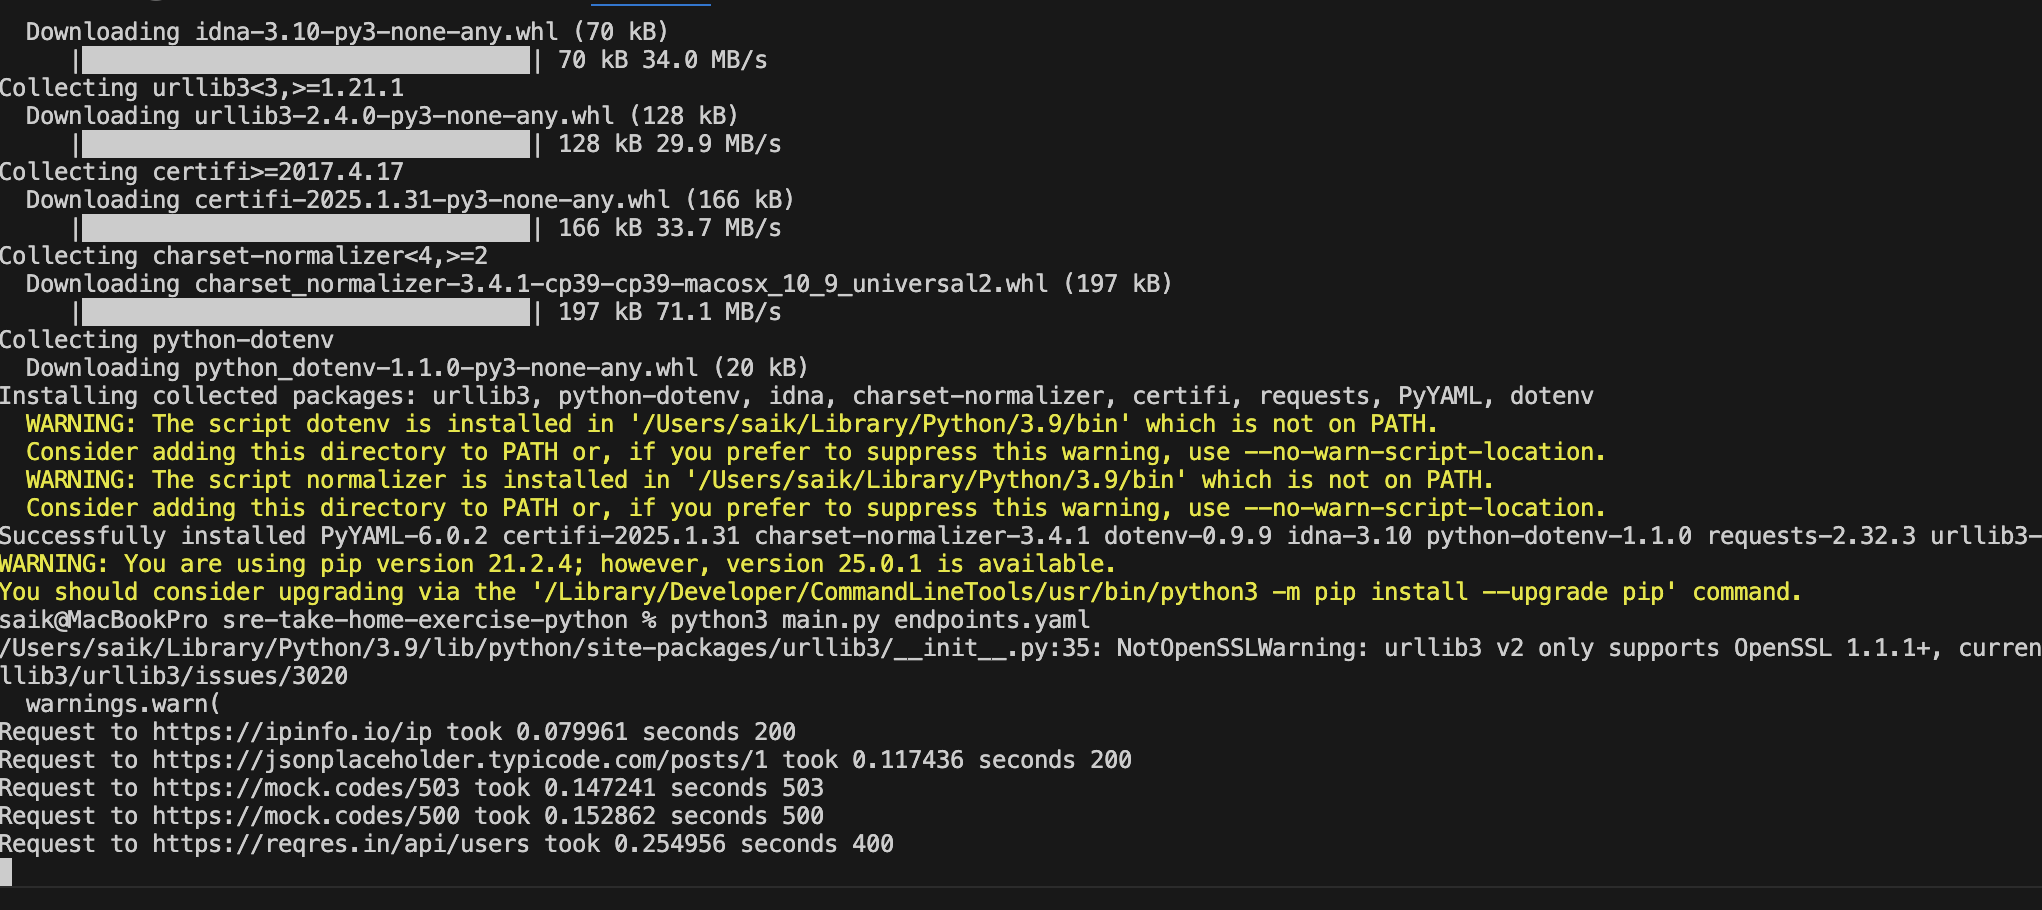 Downloading idna-3.10-py3-none-any.whl (70 kB)
| | 70 kB 34.0 MB/s
Collecting urllib3<3,>=1.21.1
Downloading urllib3-2.4.0-py3-none-any.whl (128 kB)
| | 128 kB 29.9 MB/s
Collecting certifi>=2017.4.17
Downloading certifi-2025.1.31-py3-none-any.whl (166 kB)
| | 166 kB 33.7 MB/s
Collecting charset-normalizer<4,>=2
Downloading charset_normalizer-3.4.1-cp39-cp39-macosx_10_9_universal2.whl (197 kB)
| | 197 kB 71.1 MB/s
Collecting python-dotenv
Downloading python_dotenv-1.1.0-py3-none-any.whl (20 kB)
Installing collected packages: urllib3, python-dotenv, idna, charset-normalizer, certifi, requests, PyYAML, dotenv
WARNING: The script dotenv is installed in '/Users/saik/Library/Python/3.9/bin' which is not on PATH.
Consider adding this directory to PATH or, if you prefer to suppress this warning, use --no-warn-script-location.
WARNING: The script normalizer is installed in '/Users/saik/Library/Python/3.9/bin' which is not on PATH.
Consider adding this directory to PATH or, if you prefer to suppress this warning, use --no-warn-script-location.
Successfully installed PyYAML-6.0.2 certifi-2025.1.31 charset-normalizer-3.4.1 dotenv-0.9.9 idna-3.10 python-dotenv-1.1.0 requests-2.32.3 urllib3-
WARNING: You are using pip version 21.2.4; however, version 25.0.1 is available.
You should consider upgrading via the '/Library/Developer/CommandLineTools/usr/bin/python3 -m pip install --upgrade pip' command.
saik@MacBookPro sre-take-home-exercise-python % python3 main.py endpoints.yaml
/Users/saik/Library/Python/3.9/lib/python/site-packages/urllib3/__init__.py:35: NotOpenSSLWarning: urllib3 v2 only supports OpenSSL 1.1.1+, curren
llib3/urllib3/issues/3020
warnings.warn(
Request to https://ipinfo.io/ip took 0.079961 seconds 200
Request to https://jsonplaceholder.typicode.com/posts/1 took 0.117436 seconds 200
Request to https://mock.codes/503 took 0.147241 seconds 503
Request to https://mock.codes/500 took 0.152862 seconds 500
Request to https://reqres.in/api/users took 0.254956 seconds 400